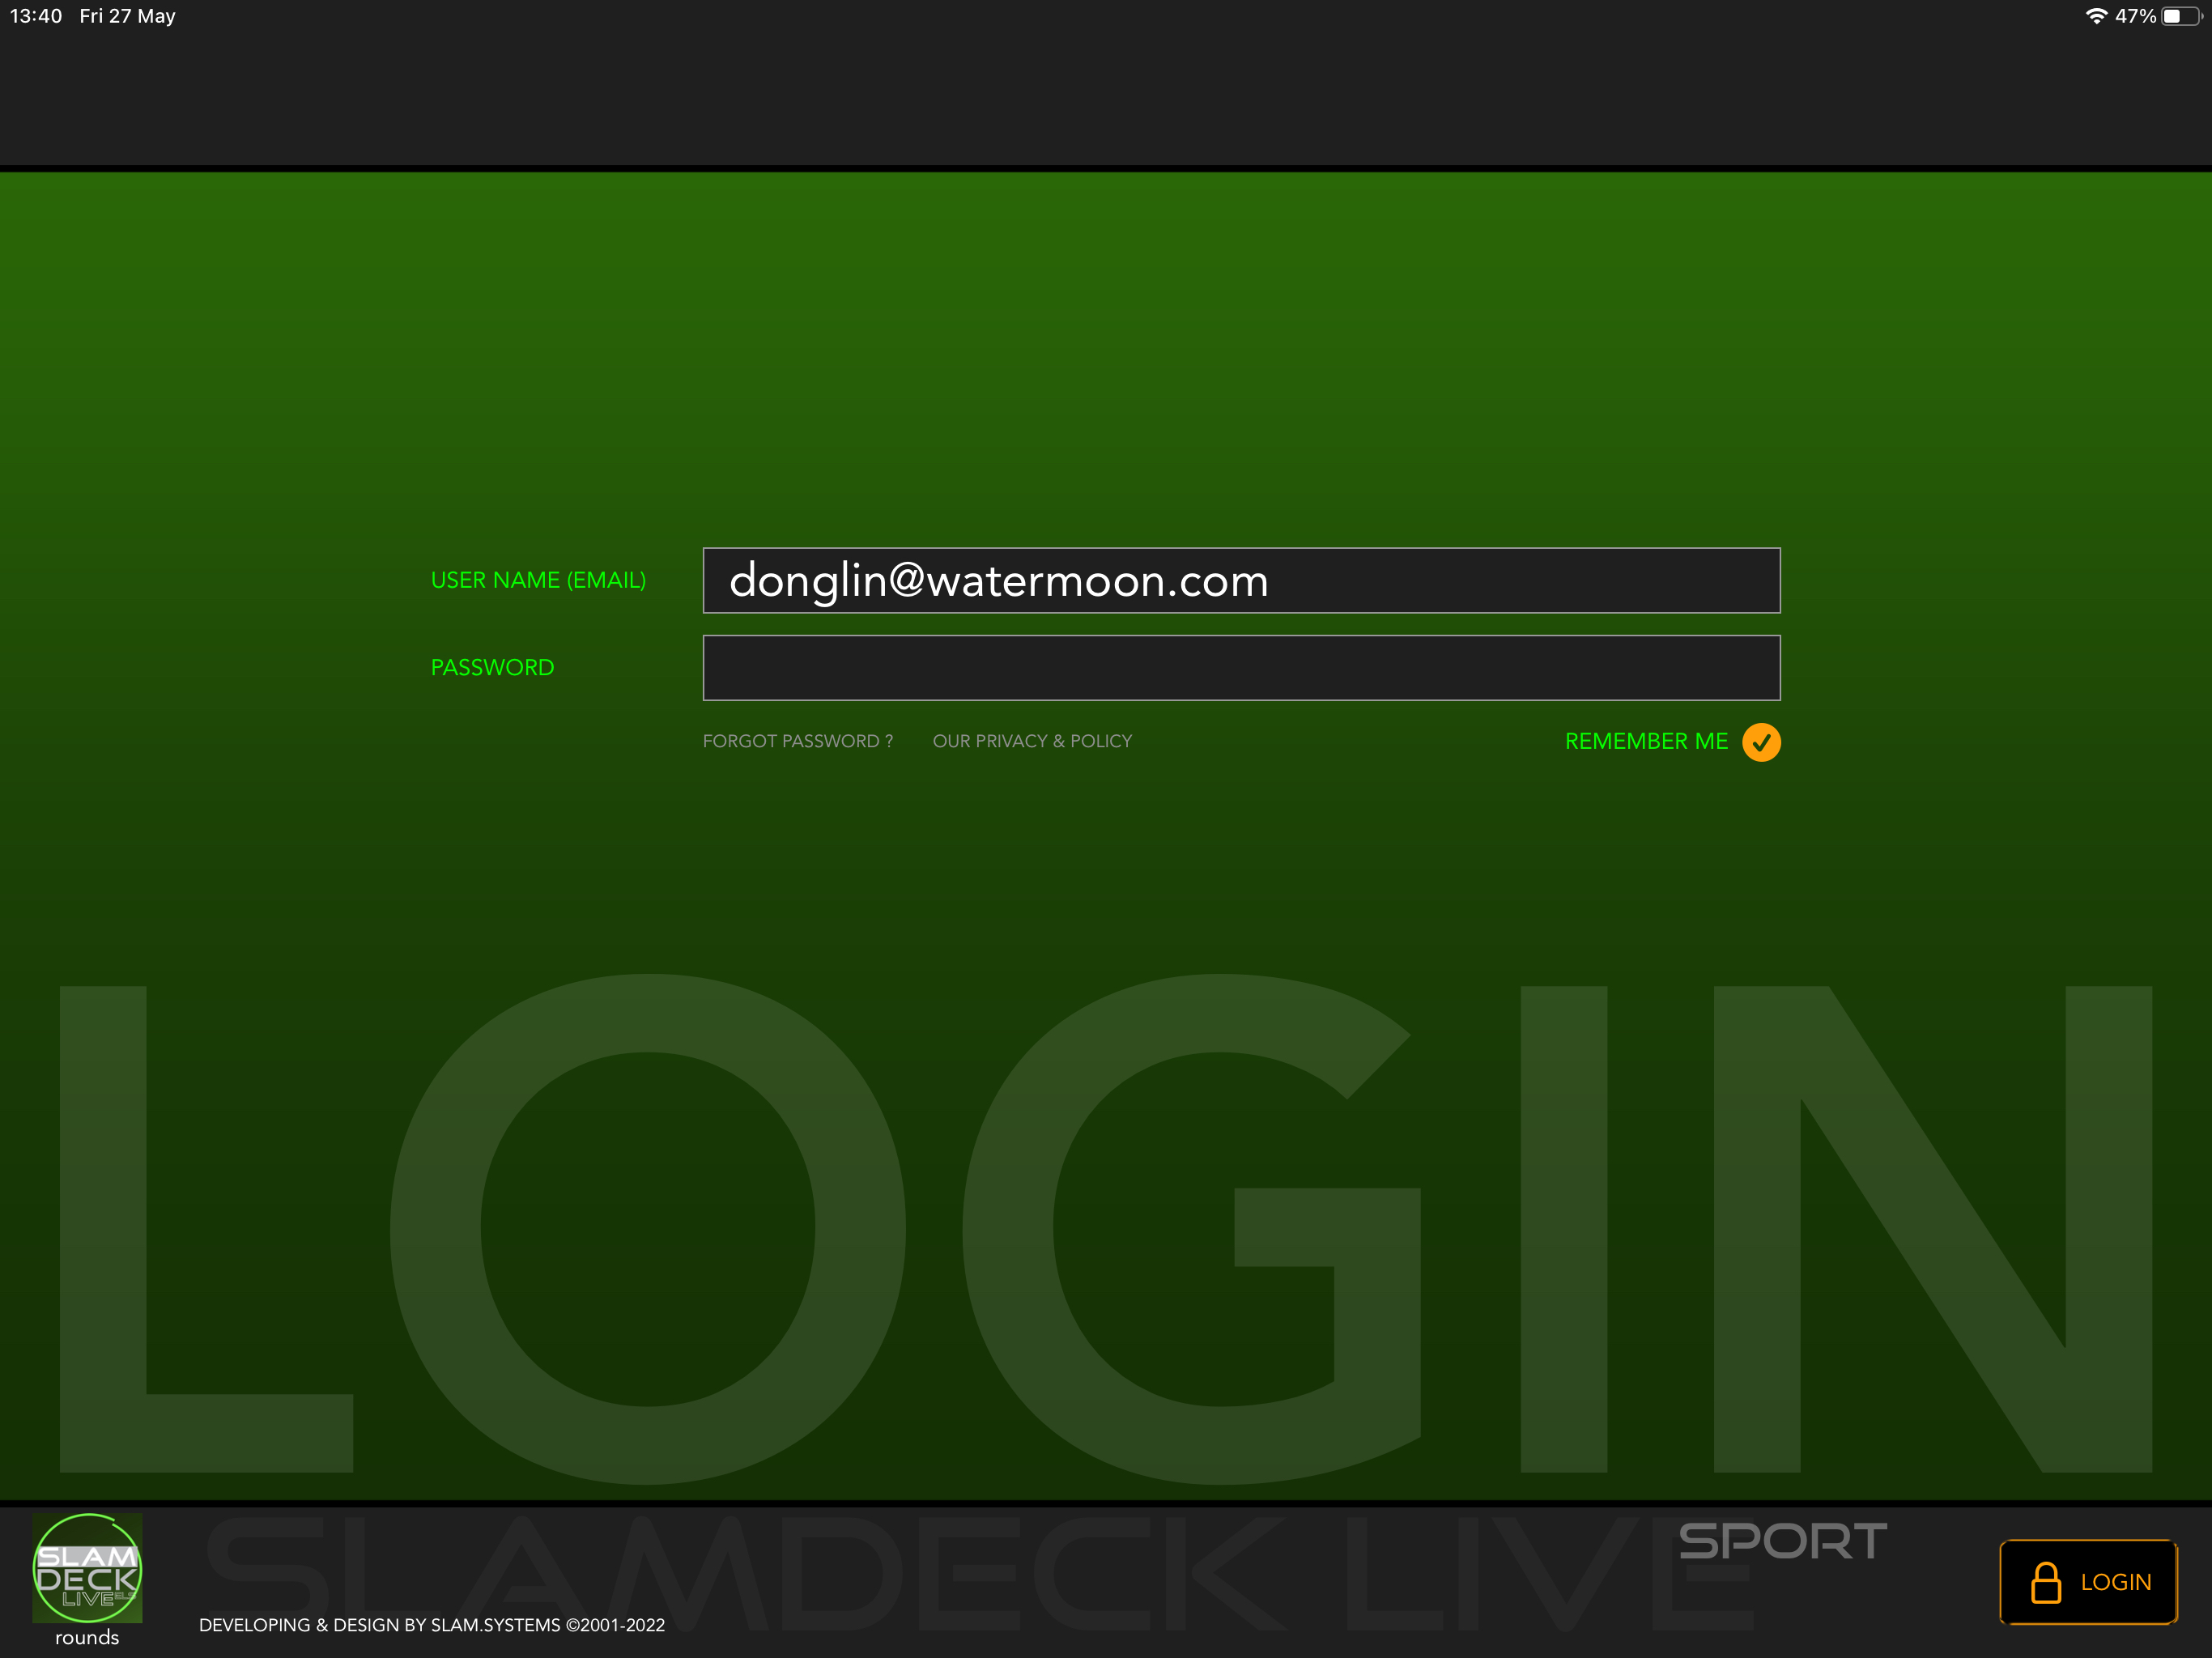 13:40 Fri 27 May 47%
USER NAME (EMAIL) donglin@watermoon.com
PASSWORD
FORGOT PASSWORD ? OUR PRIVACY & POLICY REMEMBER ME
LOGIN
SLAM
DECK
LIVE
rounds
SLAMDECK LIVE
SPORT
DEVELOPING & DESIGN BY SLAM.SYSTEMS ©2001-2022
LOGIN